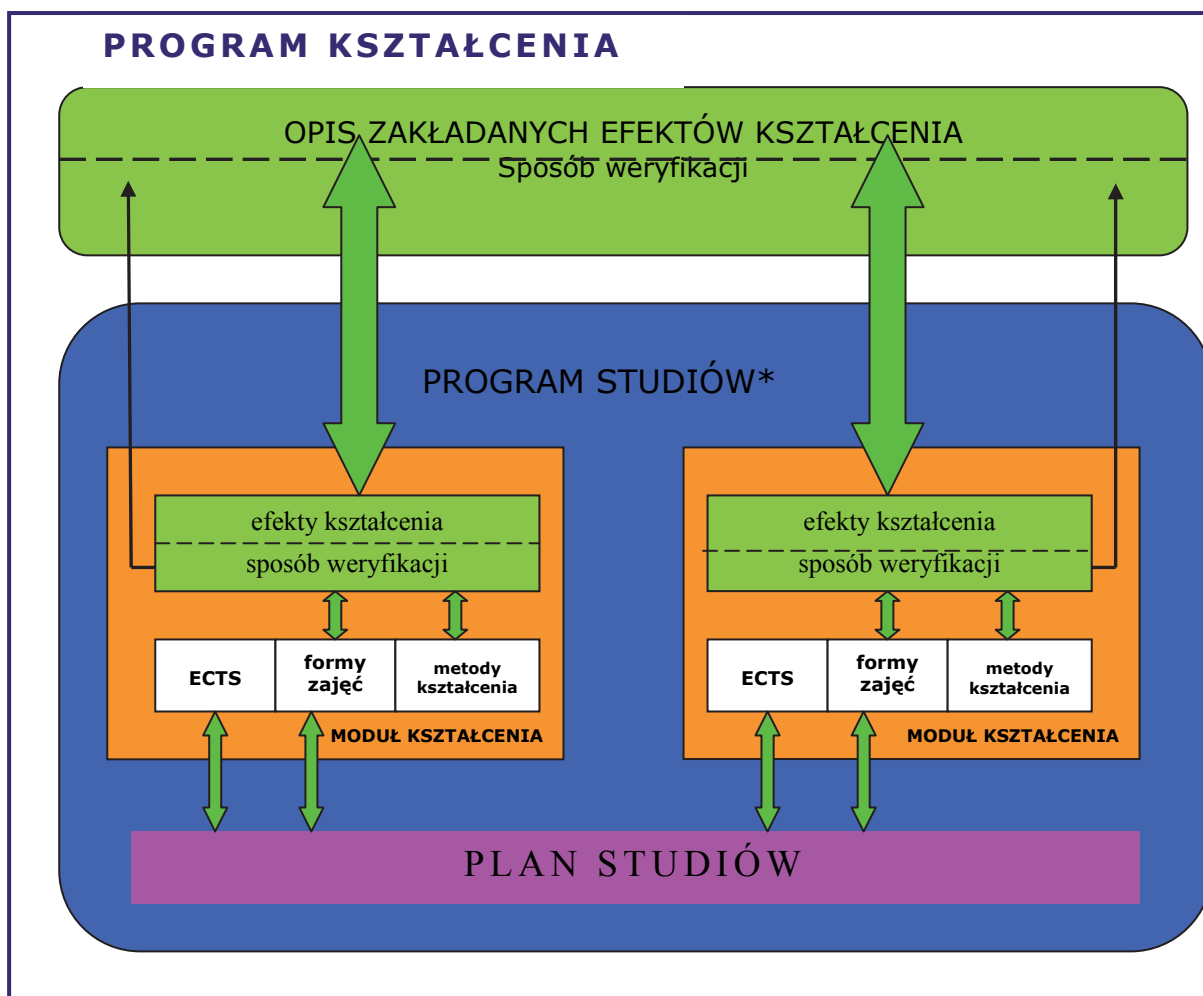 PROGRAM KSZTAŁCENIA
OPIS ZAKŁADANYCH EFEKTÓW KSZTAŁCENIA
Sposób weryfikacji
PROGRAM STUDIÓW*
efekty kształcenia
sposób weryfikacji
ECTS
formy
zajęć
metody
kształcenia
MODUŁ KSZTAŁCENIA
efekty kształcenia
sposób weryfikacji
ECTS
formy
zajęć
metody
kształcenia
MODUŁ KSZTAŁCENIA
PLAN STUDIÓW